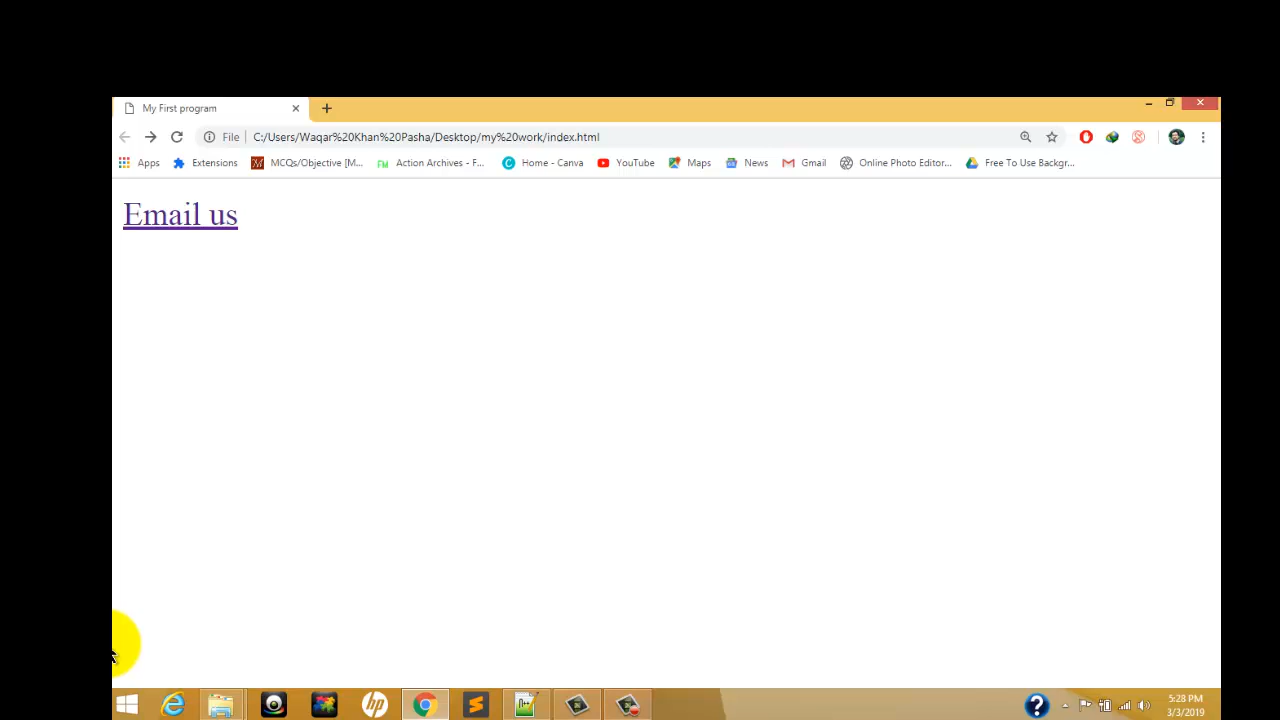 My First program
File C:/Users/Waqar%20Khan%20Pasha/Desktop/my%20work/index.html
Apps Extensions MCQs/Objective [M... Action Archives - F... Home - Canva YouTube Maps News Gmail Online Photo Editor... Free To Use Backgr...
Email us
5:28 PM
3/3/2019